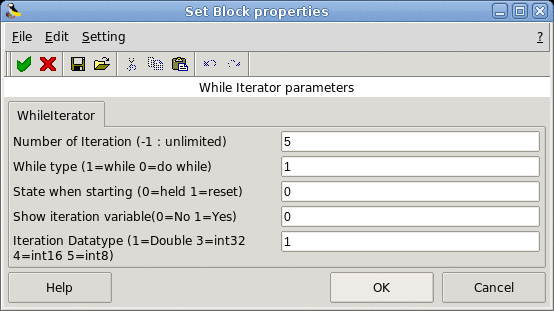 Set Block properties
File Edit Setting ?
While Iterator parameters
WhileIterator
Number of Iteration (-1 : unlimited) 5
While type (1=while 0=do while) 1
State when starting (0=held 1=reset) 0
Show iteration variable(0=No 1=Yes) 0
Iteration Datatype (1=Double 3=int32 1
4=int16 5=int8)
Help OK Cancel